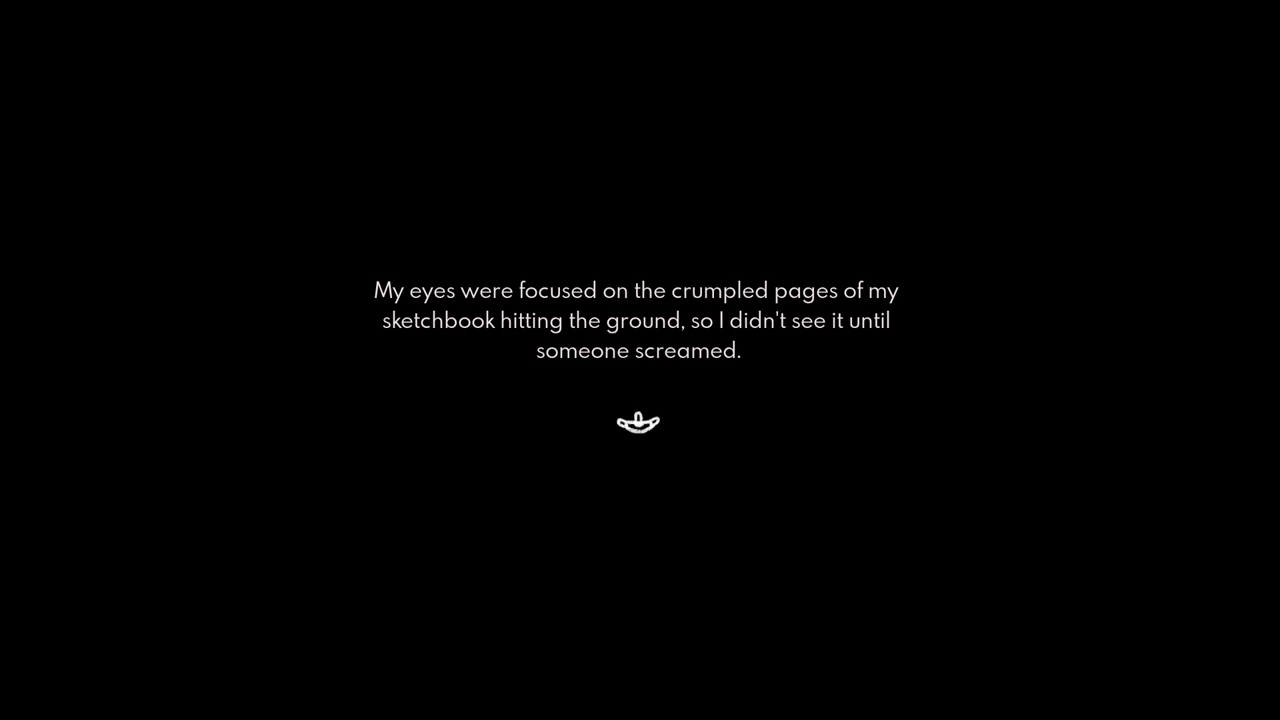 My eyes were focused on the crumpled pages of my
sketchbook hitting the ground, so I didn't see it until
someone screamed.